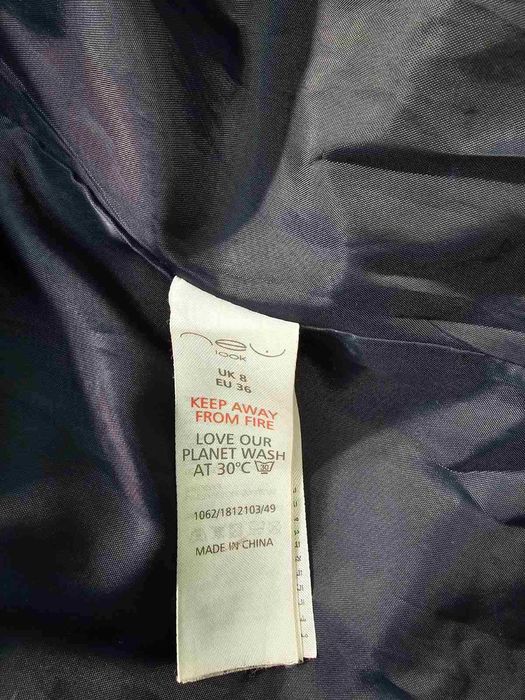 new
look
UK 8
EU 36
KEEP AWAY
FROM FIRE
LOVE OUR
PLANET WASH
AT 30°C 30
1062/1812103/49
MADE IN CHINA